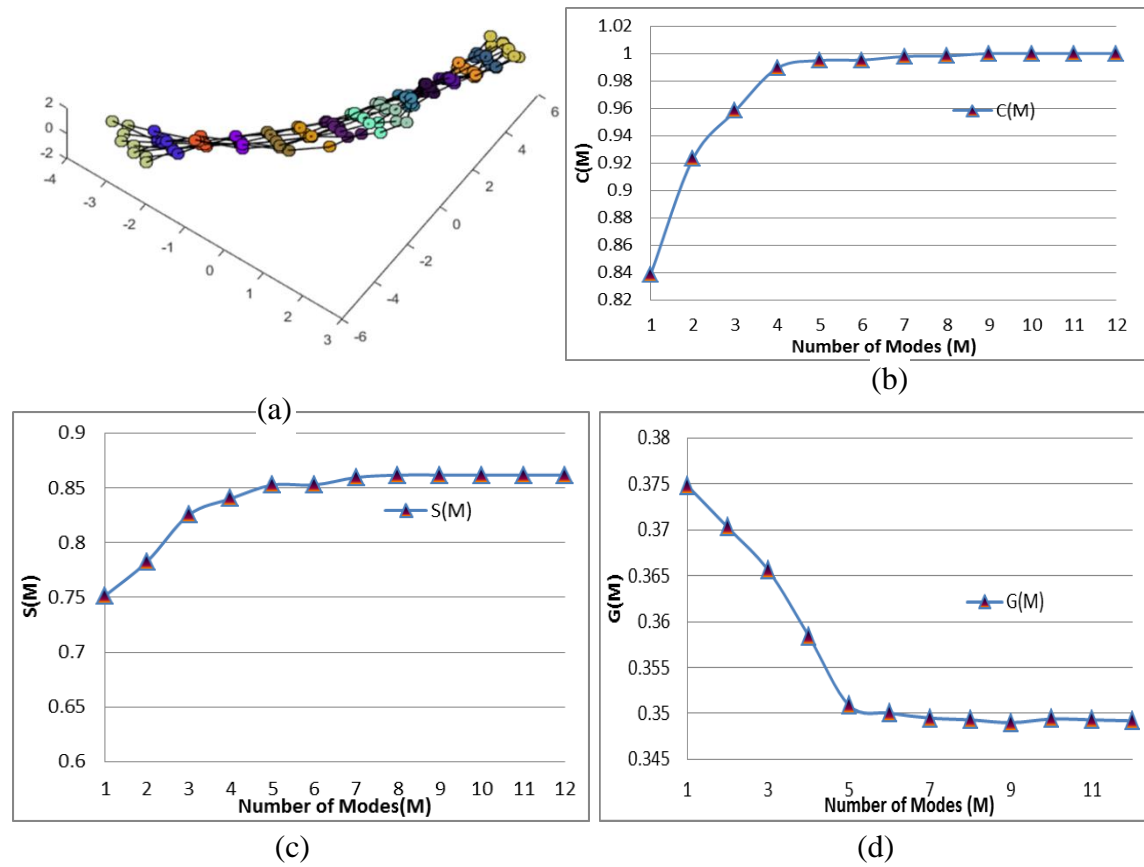 2
0
-2
-4
-3
-2
-1
0
1
2
3
-6
-4
-2
0
2
4
6
(a)
1.02
1
0.98
0.96
0.94
0.92
0.9
0.88
0.86
0.84
0.82
C(M)
C(M)
1 2 3 4 5 6 7 8 9 10 11 12
Number of Modes (M)
(b)
0.9
0.85
0.8
0.75
0.7
0.65
0.6
S(M)
S(M)
1 2 3 4 5 6 7 8 9 10 11 12
Number of Modes(M)
(c)
0.38
0.375
0.37
0.365
0.36
0.355
0.35
0.345
G(M)
G(M)
1 3 5 7 9 11
Number of Modes (M)
(d)